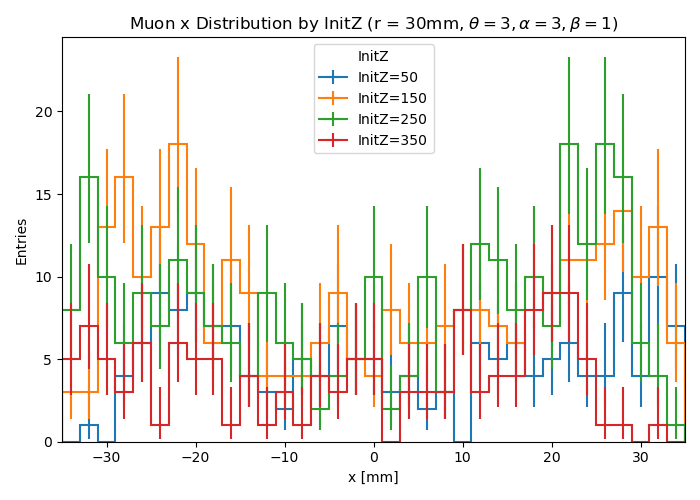 Muon x Distribution by InitZ (r = 30mm, θ = 3, α = 3, β = 1)
InitZ
InitZ=50
InitZ=150
InitZ=250
InitZ=350
Entries
20
15
10
5
0
−30
−20
−10
0
10
20
30
x [mm]